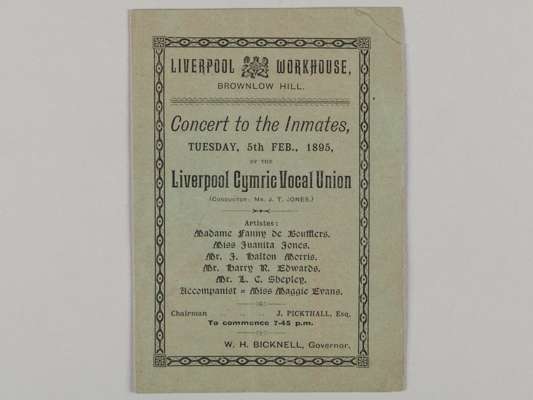 LIVERPOOL WORKHOUSE,
BROWNLOW HILL.
Concert to the Inmates,
TUESDAY, 5th FEB., 1895,
BY THE
Liverpool Cymric Vocal Union
(CONDUCTOR: MR. J. T. JONES.)
Artistes:
Madame Fanny de Boufflers.
Miss Juanita Jones.
Mr. J. Halton Morris.
Mr. Harry R. Edwards.
Mr. L. C. Shepley.
Accompanist = Miss Maggie Evans.
Chairman ... ... ... J. PICKTHALL, Esq.
To commence 7-45 p.m.
W. H. BICKNELL, Governor.